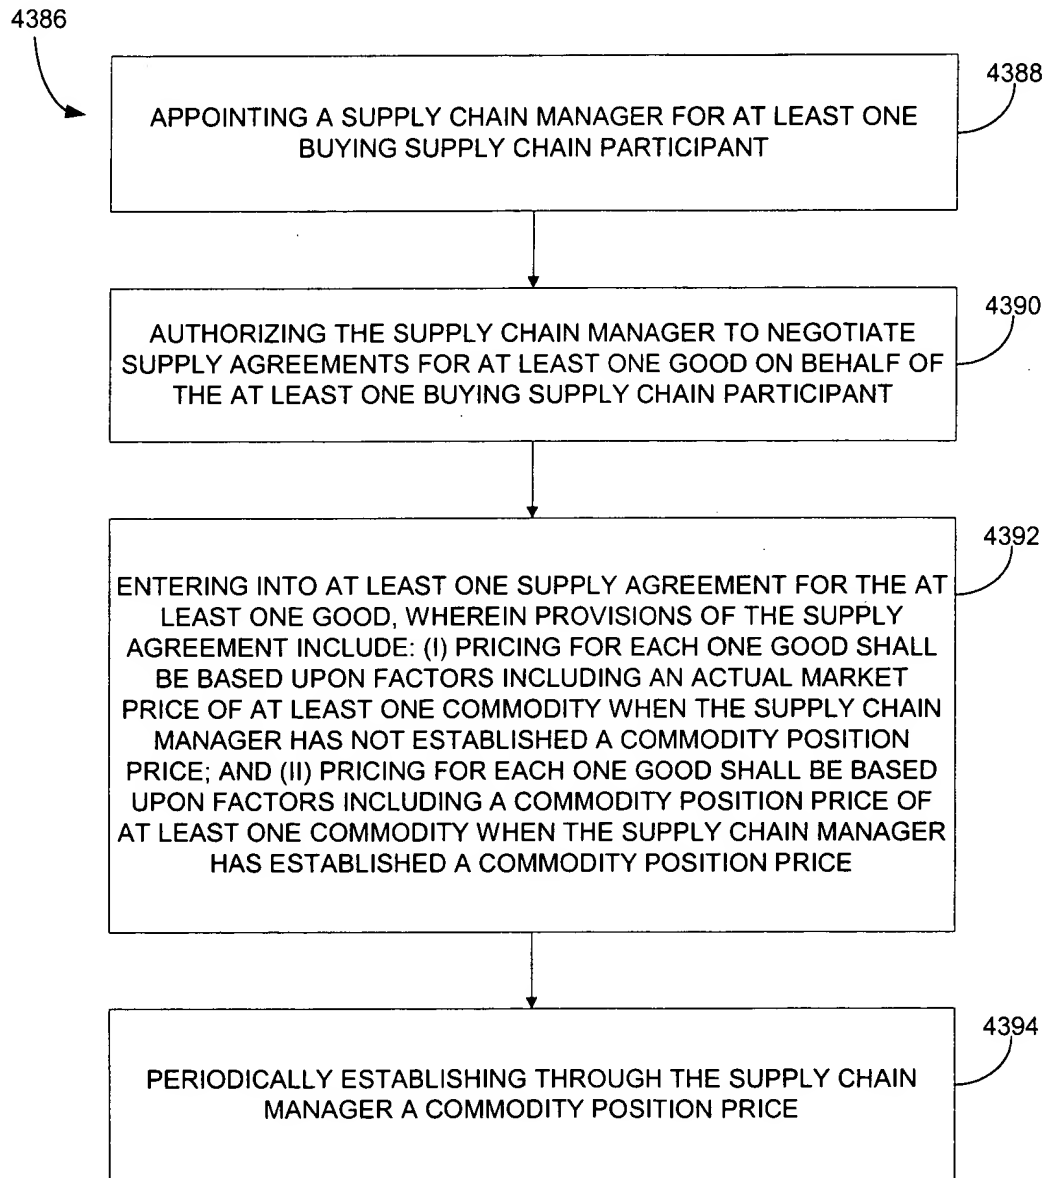 4386
4388
APPOINTING A SUPPLY CHAIN MANAGER FOR AT LEAST ONE
BUYING SUPPLY CHAIN PARTICIPANT
4390
AUTHORIZING THE SUPPLY CHAIN MANAGER TO NEGOTIATE
SUPPLY AGREEMENTS FOR AT LEAST ONE GOOD ON BEHALF OF
THE AT LEAST ONE BUYING SUPPLY CHAIN PARTICIPANT
4392
ENTERING INTO AT LEAST ONE SUPPLY AGREEMENT FOR THE AT
LEAST ONE GOOD, WHEREIN PROVISIONS OF THE SUPPLY
AGREEMENT INCLUDE: (I) PRICING FOR EACH ONE GOOD SHALL
BE BASED UPON FACTORS INCLUDING AN ACTUAL MARKET
PRICE OF AT LEAST ONE COMMODITY WHEN THE SUPPLY CHAIN
MANAGER HAS NOT ESTABLISHED A COMMODITY POSITION
PRICE; AND (II) PRICING FOR EACH ONE GOOD SHALL BE BASED
UPON FACTORS INCLUDING A COMMODITY POSITION PRICE OF
AT LEAST ONE COMMODITY WHEN THE SUPPLY CHAIN MANAGER
HAS ESTABLISHED A COMMODITY POSITION PRICE
4394
PERIODICALLY ESTABLISHING THROUGH THE SUPPLY CHAIN
MANAGER A COMMODITY POSITION PRICE